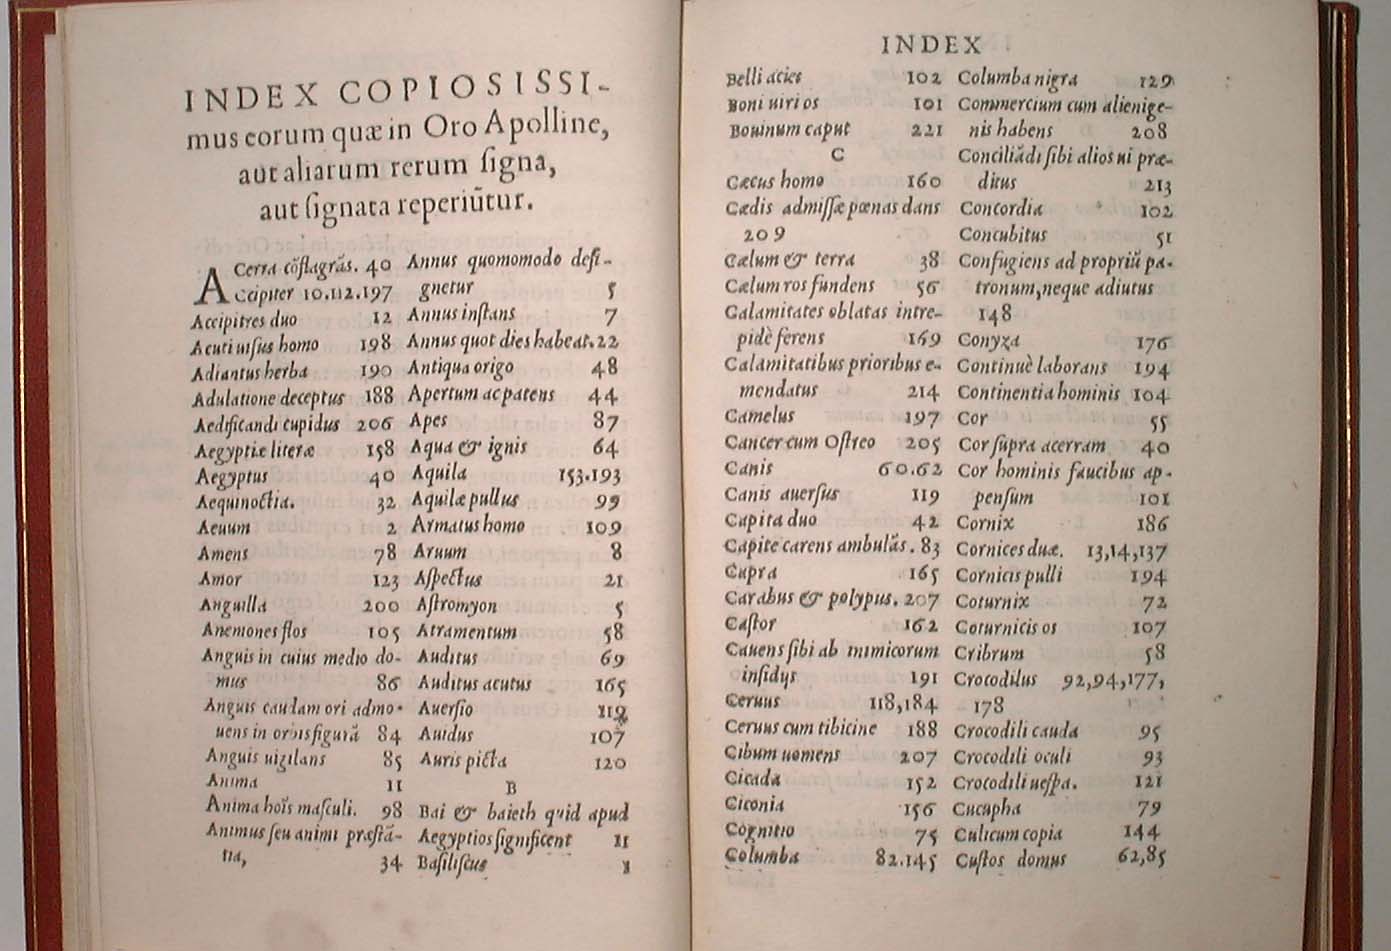 INDEX COPIOSISSI-
mus eorum quæ in Oro Apolline,
aut aliarum rerum ſigna,
aut ſignata reperiũtur.
ACerra cõflagrãs. 40
Accipiter 10.112.197
Accipitres duo 12
Acuti uiſus homo 198
Adiantus herba 190
Adulatione deceptus 188
Aedificandi cupidus 206
Aegyptiæ literæ 158
Aegyptus 40
Aequinoctia. 32
Aeuum 2
Amens 78
Amor 123
Anguilla 200
Anemones flos 105
Anguis in cuius medio do-
mus 86
Anguis caudam ori admo-
uens in orbis figurã 84
Anguis uigilans 85
Anima 11
Anima hoĩs maſculi. 98
Animus ſeu animi præſtã-
tia, 34
Annus quomomodo deſi-
gnetur 5
Annus inſtans 7
Annus quot dies habeat. 22
Antiqua origo 48
Apertum ac patens 44
Apes 87
Aqua & ignis 64
Aquila 153.193
Aquilæ pullus 99
Armatus homo 109
Aruum 8
Aſpectus 21
Aſtromyon 5
Atramentum 58
Auditus 69
Auditus acutus 165
Auerſio 119
Auidus 107
Auris picta 120
B
Bai & baieth quid apud
Aegyptios ſignificent 11
Baſiliſcus 1
INDEX
Belli acies 102
Boni uiri os 101
Bouinum caput 221
C
Cæcus homo 160
Cædis admiſſæ pœnas dans
209
Cælum & terra 38
Cælum ros fundens 56
Calamitates oblatas intre-
pidè ferens 169
Calamitatibus prioribus e-
mendatus 214
Camelus 197
Cancer cum Oſtreo 205
Canis 60.62
Canis auerſus 119
Capita duo 42
Capite carens ambulãs. 83
Capra 165
Carabus & polypus. 207
Caſtor 162
Cauens ſibi ab inimicorum
inſidijs 191
Ceruus 118,184
Ceruus cum tibicine 188
Cibum uomens 207
Cicada 152
Ciconia 156
Cognitio 75
Columba 82.145
Columba nigra 129
Commercium cum alienige-
nis habens 208
Conciliãdi ſibi alios ui præ-
ditus 213
Concordia 102
Concubitus 51
Confugiens ad propriũ pa-
tronum, neque adiutus
148
Conyza 176
Continuè laborans 194
Continentia hominis 104
Cor 55
Cor ſupra acerram 40
Cor hominis faucibus ap-
penſum 101
Cornix 186
Cornices duæ. 13,14,137
Cornicis pulli 194
Coturnix 72
Coturnicis os 107
Cribrum 58
Crocodilus 92,94,177,
178
Crocodili cauda 95
Crocodili oculi 93
Crocodili ueſpa. 121
Cucupha 79
Culicum copia 144
Cuſtos domus 62,85